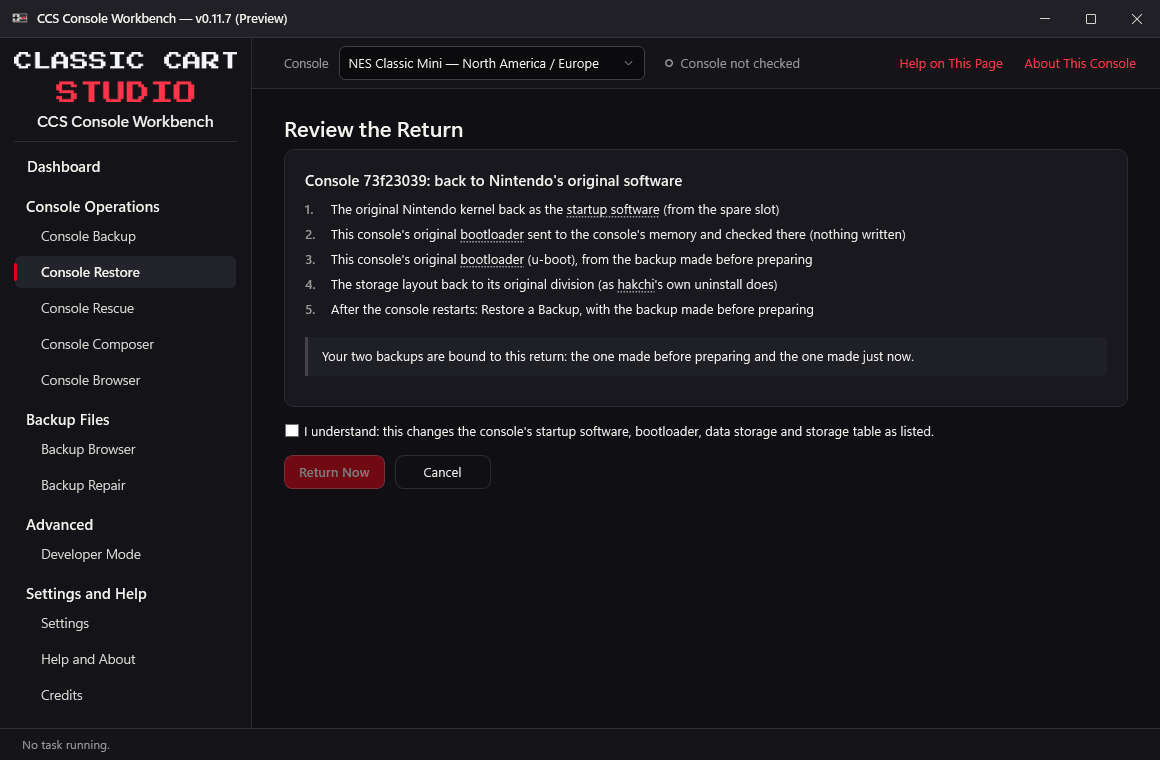 CCS Console Workbench — v0.11.7 (Preview)
CLASSIC CART
STUDIO
CCS Console Workbench
Dashboard
Console Operations
Console Backup
Console Restore
Console Rescue
Console Composer
Console Browser
Backup Files
Backup Browser
Backup Repair
Advanced
Developer Mode
Settings and Help
Settings
Help and About
Credits
Console
NES Classic Mini — North America / Europe
Console not checked
Help on This Page
About This Console
Review the Return
Console 73f23039: back to Nintendo's original software
1. The original Nintendo kernel back as the startup software (from the spare slot)
2. This console's original bootloader sent to the console's memory and checked there (nothing written)
3. This console's original bootloader (u-boot), from the backup made before preparing
4. The storage layout back to its original division (as hakchi's own uninstall does)
5. After the console restarts: Restore a Backup, with the backup made before preparing
Your two backups are bound to this return: the one made before preparing and the one made just now.
I understand: this changes the console's startup software, bootloader, data storage and storage table as listed.
Return Now
Cancel
No task running.